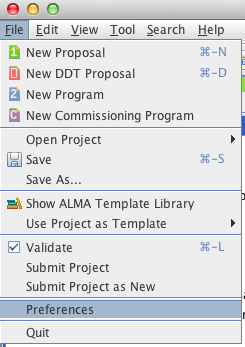 File Edit View Tool Search Help
1 New Proposal ⌘-N
D New DDT Proposal ⌘-D
2 New Program
C New Commissioning Program
Open Project
Save ⌘-S
Save As...
Show ALMA Template Library
Use Project as Template
Validate ⌘-L
Submit Project
Submit Project as New
Preferences
Quit